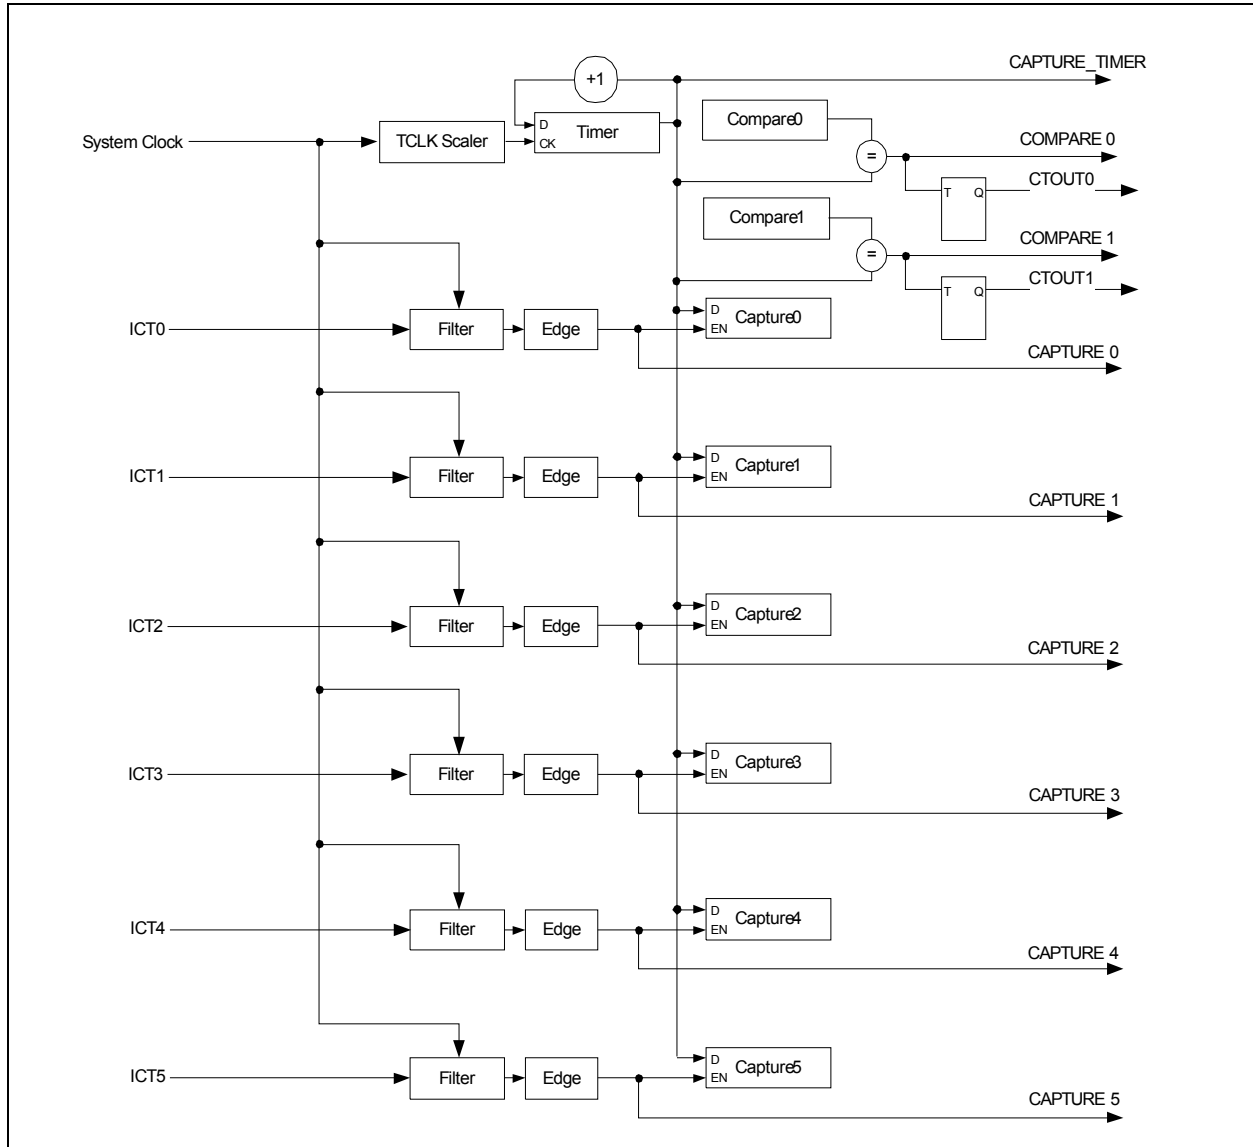 CAPTURE_TIMER
+1
D
CK
Timer
System Clock
TCLK Scaler
Compare0
=
COMPARE 0
T
Q
CTOUT0
Compare1
=
COMPARE 1
T
Q
CTOUT1
ICT0
Filter
Edge
D
EN
Capture0
CAPTURE 0
ICT1
Filter
Edge
D
EN
Capture1
CAPTURE 1
ICT2
Filter
Edge
D
EN
Capture2
CAPTURE 2
ICT3
Filter
Edge
D
EN
Capture3
CAPTURE 3
ICT4
Filter
Edge
D
EN
Capture4
CAPTURE 4
ICT5
Filter
Edge
D
EN
Capture5
CAPTURE 5